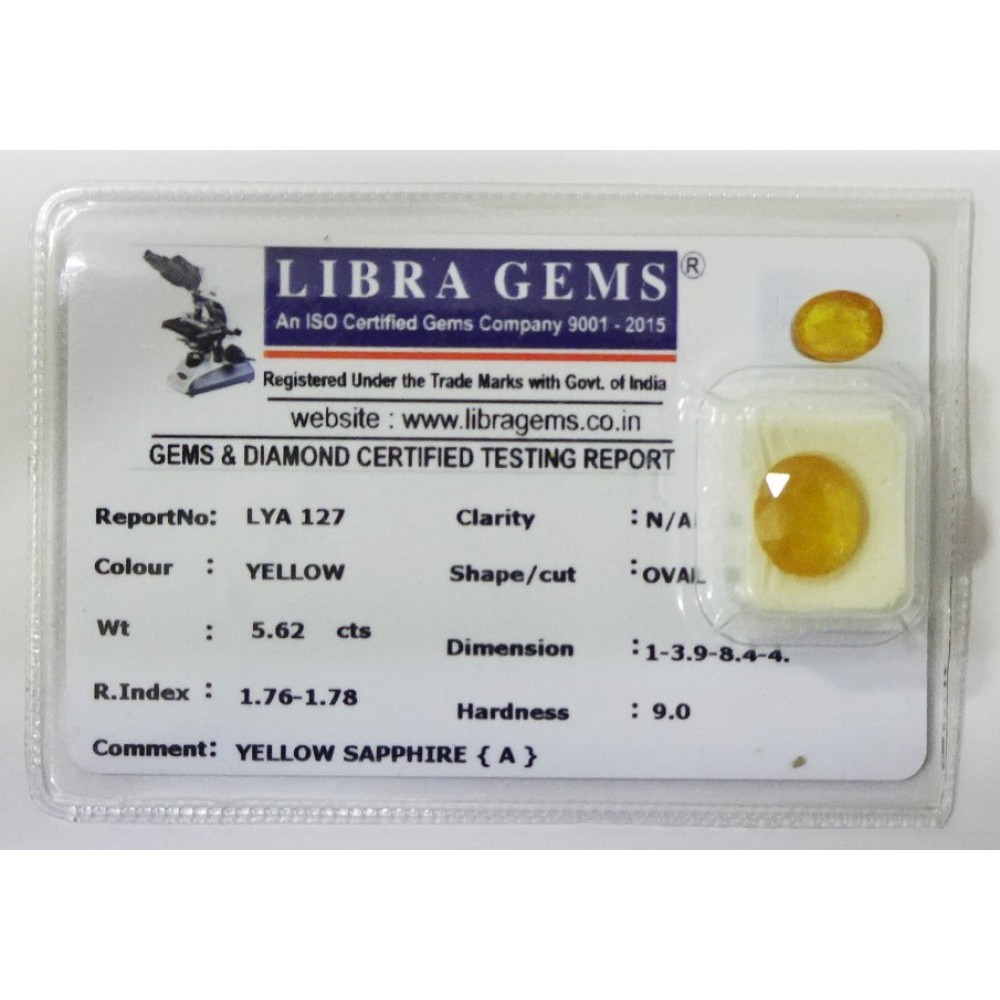 LIBRA GEMS ®
An ISO Certified Gems Company 9001 - 2015
Registered Under the Trade Marks with Govt. of India
website : www.libragems.co.in
GEMS & DIAMOND CERTIFIED TESTING REPORT
ReportNo: LYA 127 Clarity : N/A
Colour : YELLOW Shape/cut : OVAL
Wt : 5.62 cts Dimension : 1-3.9-8.4-4.
R.Index : 1.76-1.78 Hardness : 9.0
Comment: YELLOW SAPPHIRE { A }